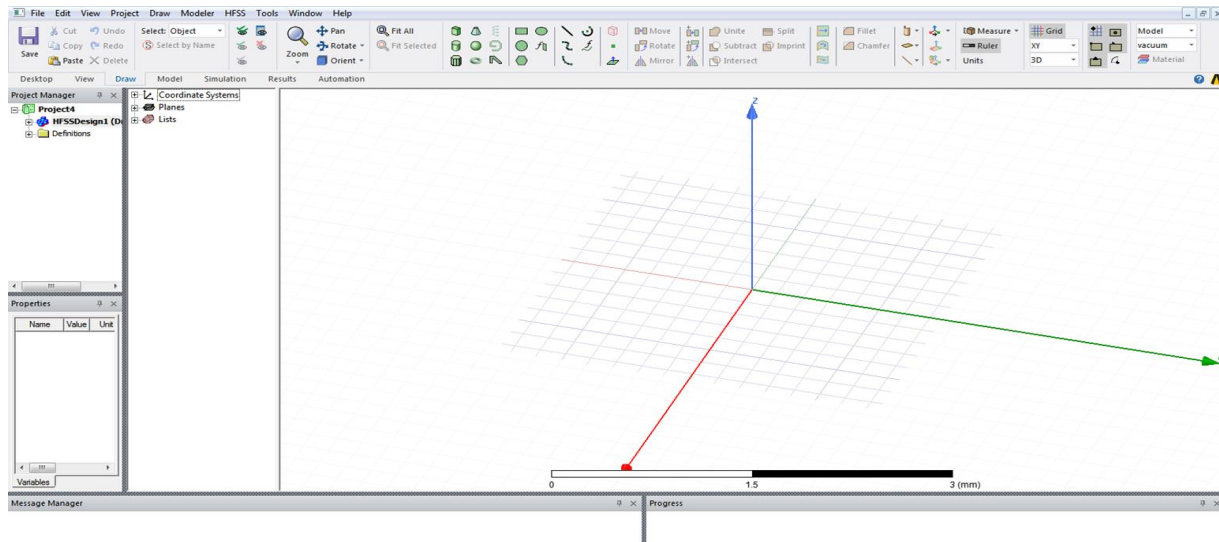 File Edit View Project Draw Modeler HFSS Tools Window Help
Save
Cut
Copy
Paste
Undo
Redo
Delete
Select: Object
Select by Name
Zoom
Pan
Rotate
Orient
Fit All
Fit Selected
Move
Rotate
Mirror
Unite
Subtract
Intersect
Split
Imprint
Fillet
Chamfer
Measure
Ruler
Units
Grid
XY
3D
Model
vacuum
Material
Desktop View Draw Model Simulation Results Automation
Project Manager
Project4
HFSSDesign1 (D
Definitions
Coordinate Systems
Planes
Lists
Z
0 1.5 3 (mm)
Properties
Name Value Unit
Variables
Message Manager
Progress